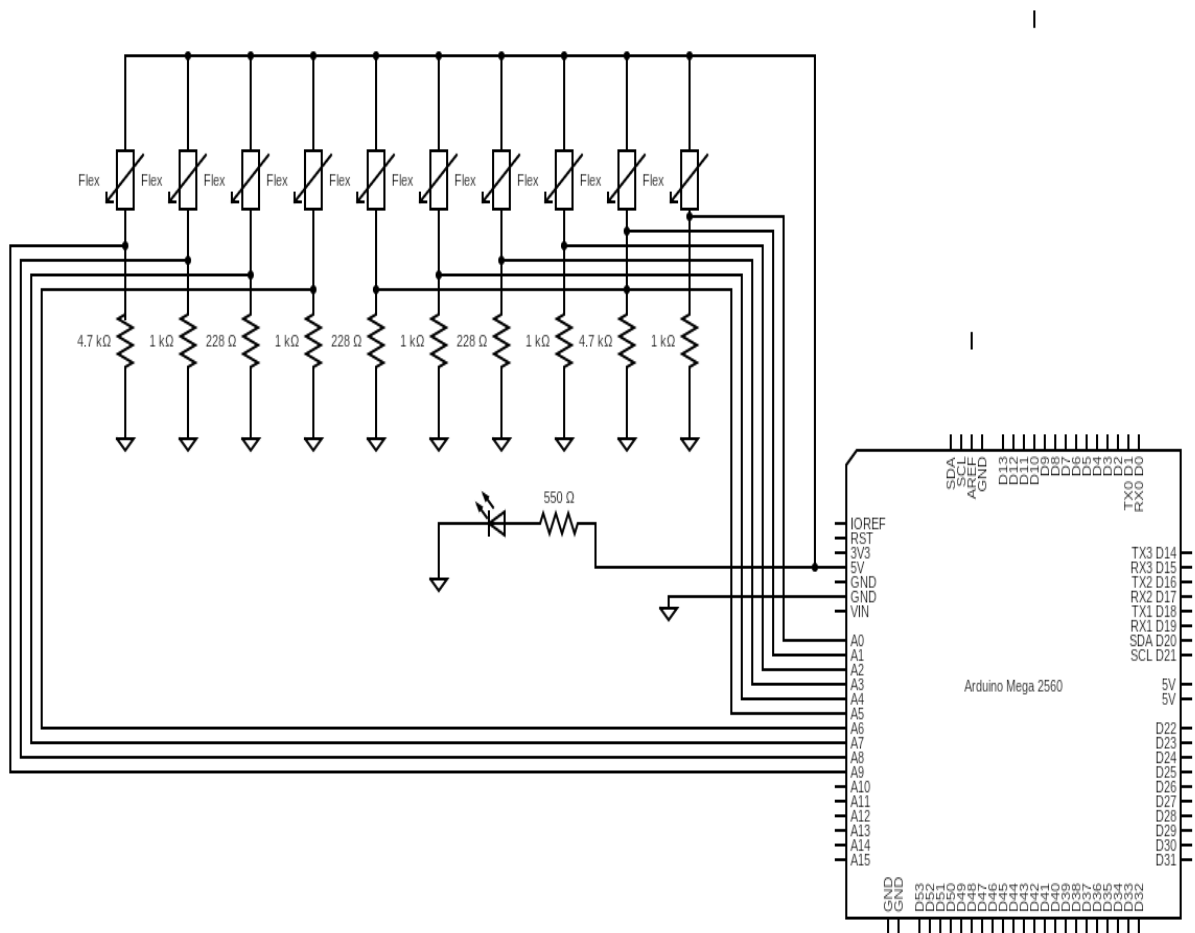 Flex Flex Flex Flex Flex Flex Flex Flex Flex Flex
4.7 kΩ 1 kΩ 228 Ω 1 kΩ 228 Ω 1 kΩ 228 Ω 1 kΩ 4.7 kΩ 1 kΩ
550 Ω
SDA SCL AREF GND D13 D12 D11 D10 D9 D8 D7 D6 D5 D4 D3 D2 TX0 D1 RX0 D0
IOREF
RST
3V3
5V
GND
GND
VIN
A0
A1
A2
A3
A4
A5
A6
A7
A8
A9
A10
A11
A12
A13
A14
A15
Arduino Mega 2560
TX3 D14
RX3 D15
TX2 D16
RX2 D17
TX1 D18
RX1 D19
SDA D20
SCL D21
5V
5V
D22
D23
D24
D25
D26
D27
D28
D29
D30
D31
GND GND D53 D52 D51 D50 D49 D48 D47 D46 D45 D44 D43 D42 D41 D40 D39 D38 D37 D36 D35 D34 D33 D32